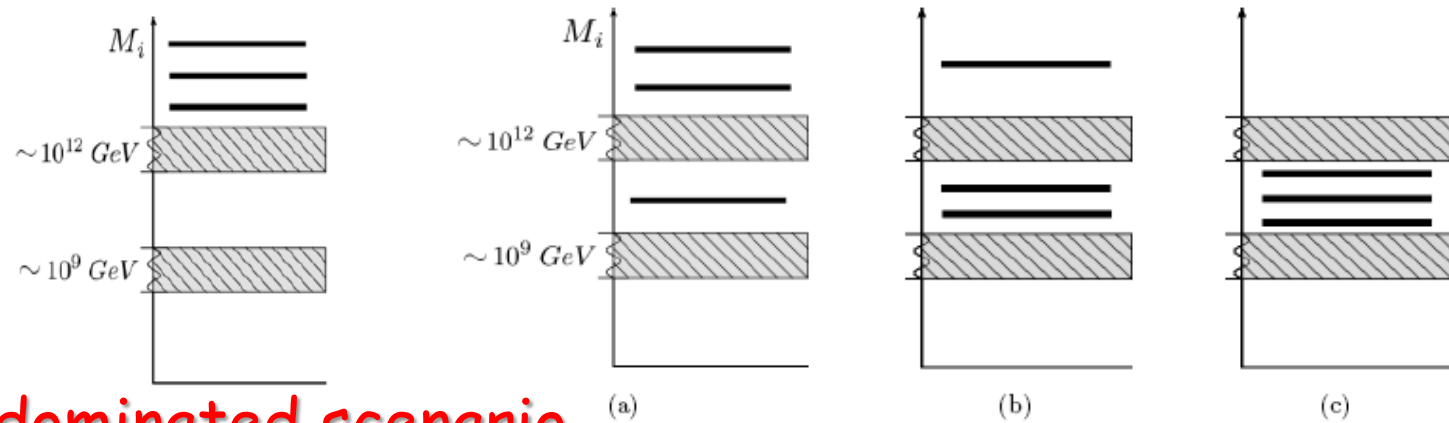 M_i
M_i
~ 10^12 GeV
~ 10^12 GeV
~ 10^9 GeV
~ 10^9 GeV
dominated scenario
(a)
(b)
(c)